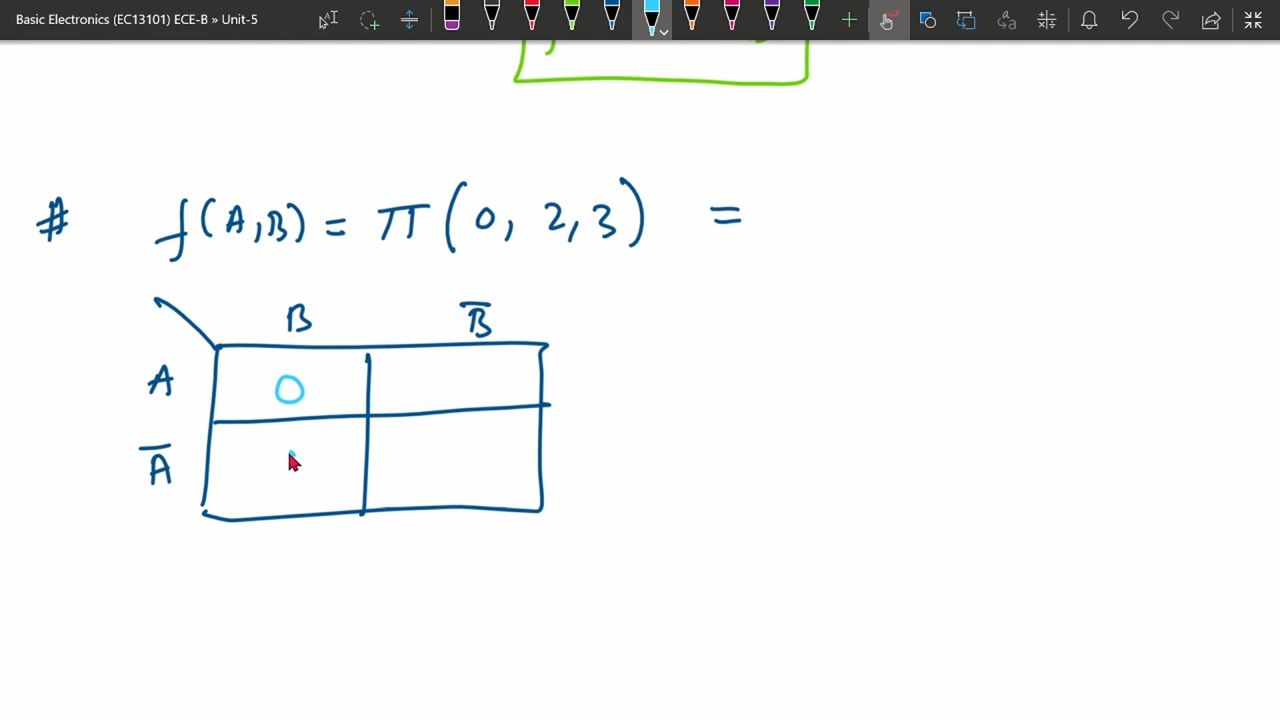 Basic Electronics (EC13101) ECE-B » Unit-5
# f(A,B) = π(0, 2,3) =
B B̅
A 0
A̅